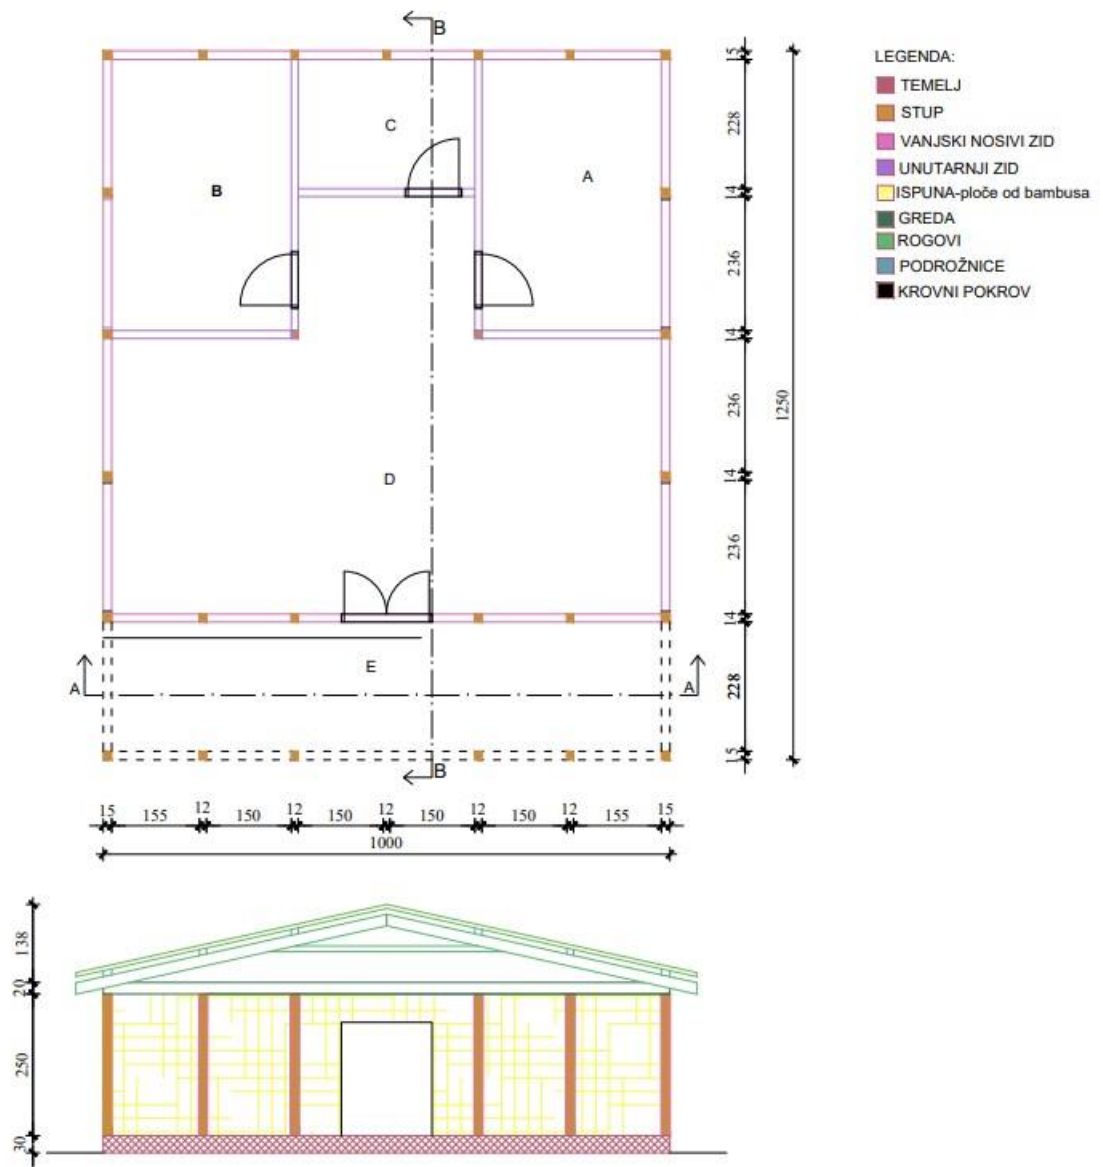 B
LEGENDA:
TEMELJ
STUP
VANJSKI NOSIVI ZID
UNUTARNJI ZID
ISPUNA-ploče od bambusa
GREDA
ROGOVI
PODROŽNICE
KROVNI POKROV
C
B
A
D
E
A
A
B
15
228
14
236
14
236
14
236
14
228
15
1250
15 155 12 150 12 150 12 150 12 150 12 155 15
1000
138
20
250
30